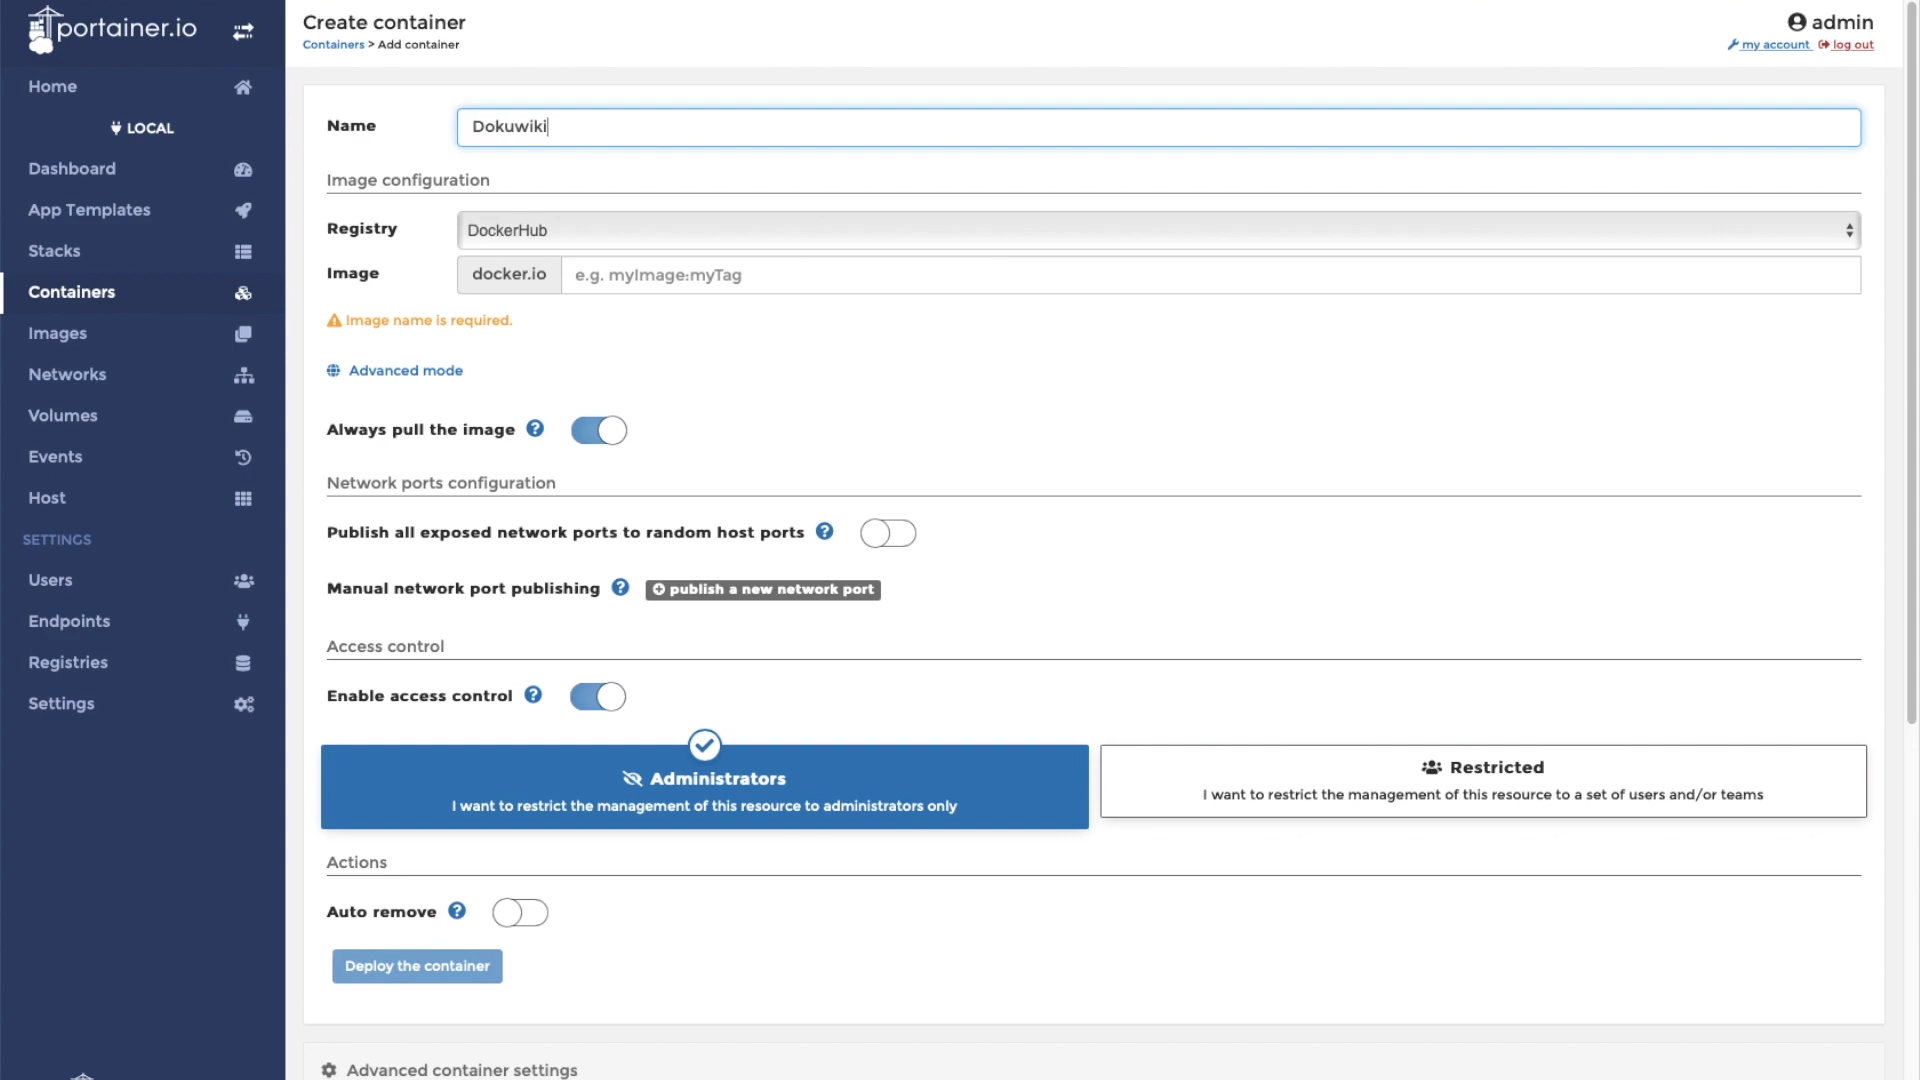 portainer.io
Home
LOCAL
Dashboard
App Templates
Stacks
Containers
Images
Networks
Volumes
Events
Host
SETTINGS
Users
Endpoints
Registries
Settings
Create container
Containers > Add container
admin
my account log out
Name Dokuwiki
Image configuration
Registry DockerHub
Image docker.io e.g. myImage:myTag
Image name is required.
Advanced mode
Always pull the image
Network ports configuration
Publish all exposed network ports to random host ports
Manual network port publishing publish a new network port
Access control
Enable access control
Administrators
I want to restrict the management of this resource to administrators only
Restricted
I want to restrict the management of this resource to a set of users and/or teams
Actions
Auto remove
Deploy the container
Advanced container settings